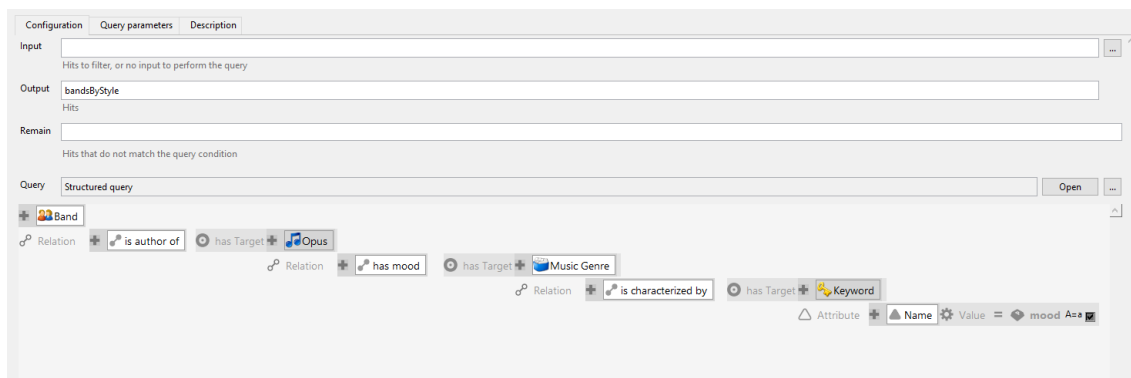 Configuration Query parameters Description
Input ...
Hits to filter, or no input to perform the query
Output bandsByStyle
Hits
Remain
Hits that do not match the query condition
Query Structured query Open ...
Band
Relation is author of has Target Opus
Relation has mood has Target Music Genre
Relation is characterized by has Target Keyword
Attribute Name Value = mood A=a